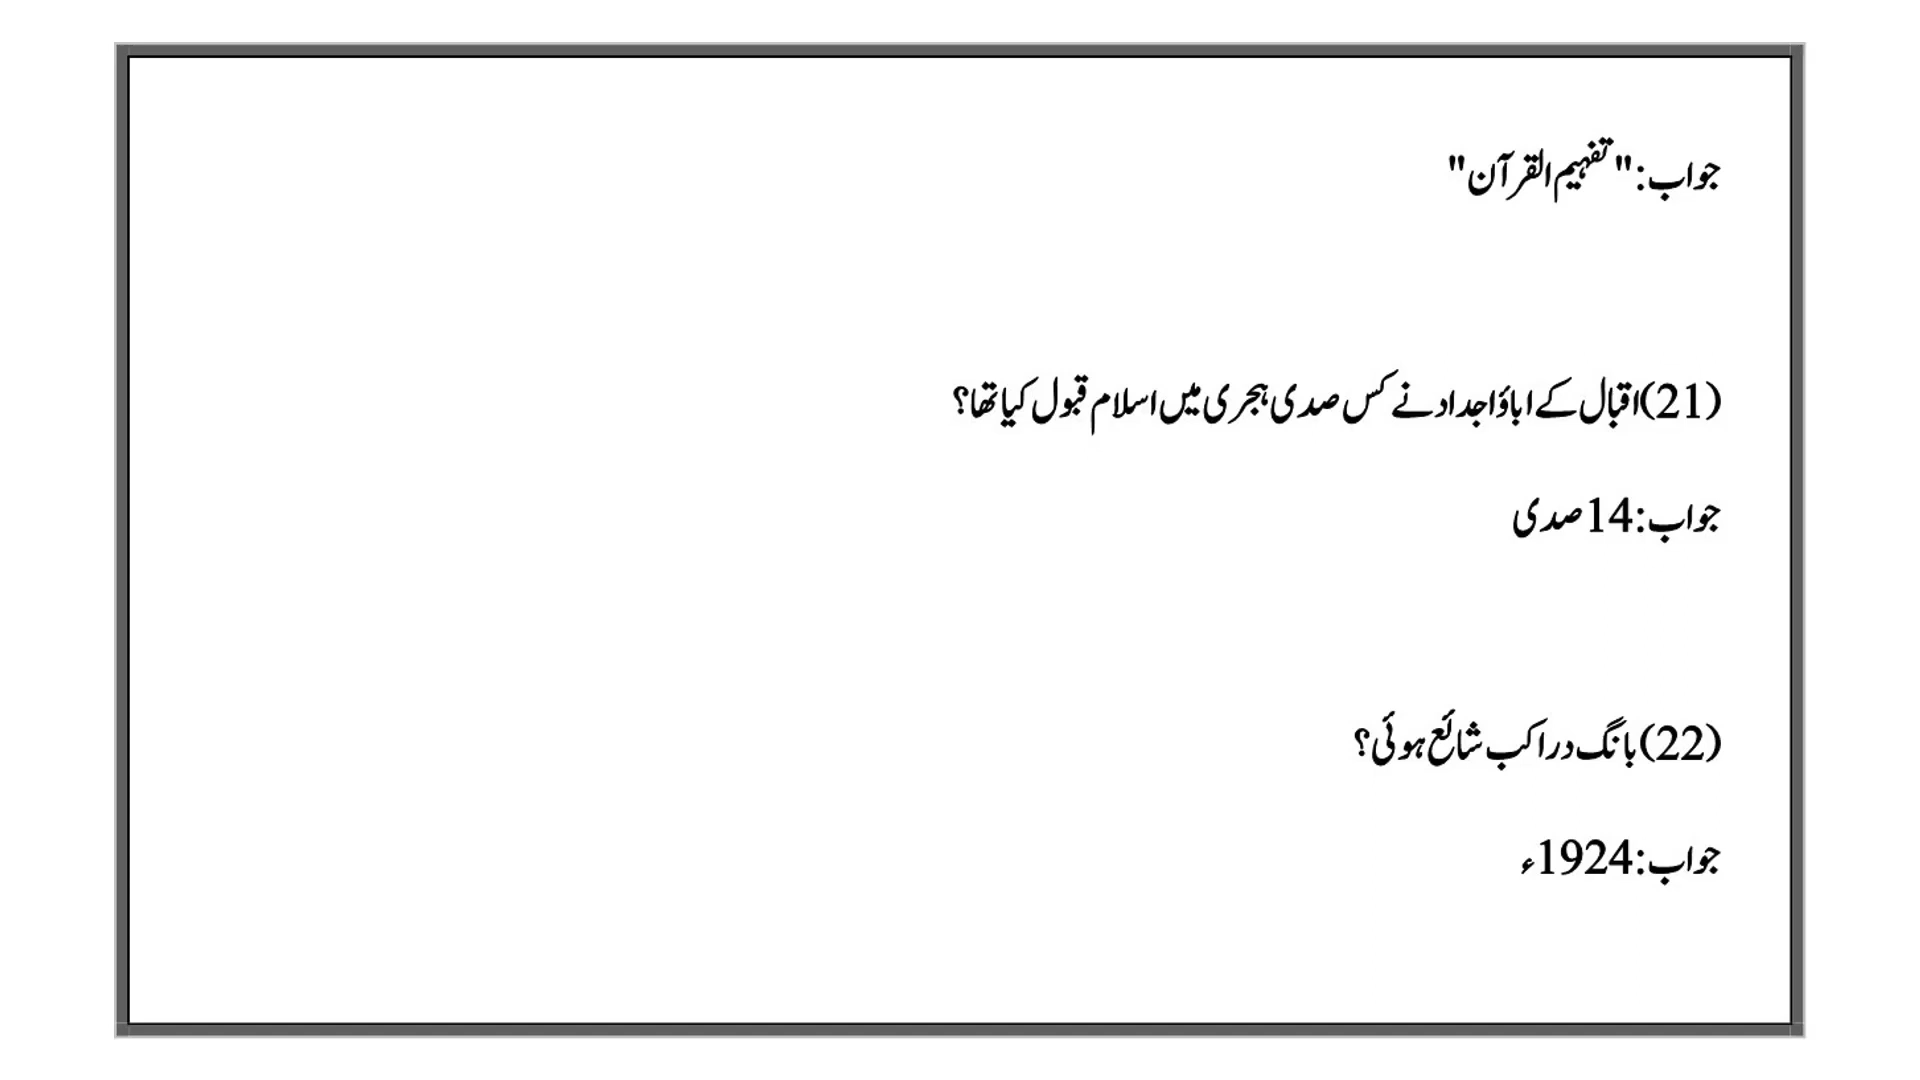 جواب:"تفہیم القرآن"
(21)اقبال کے اباؤاجداد نے کس صدی ہجری میں اسلام قبول کیا تھا؟
جواب:14صدی
(22)بانگ درا کب شائع ہوئی؟
جواب:1924ء